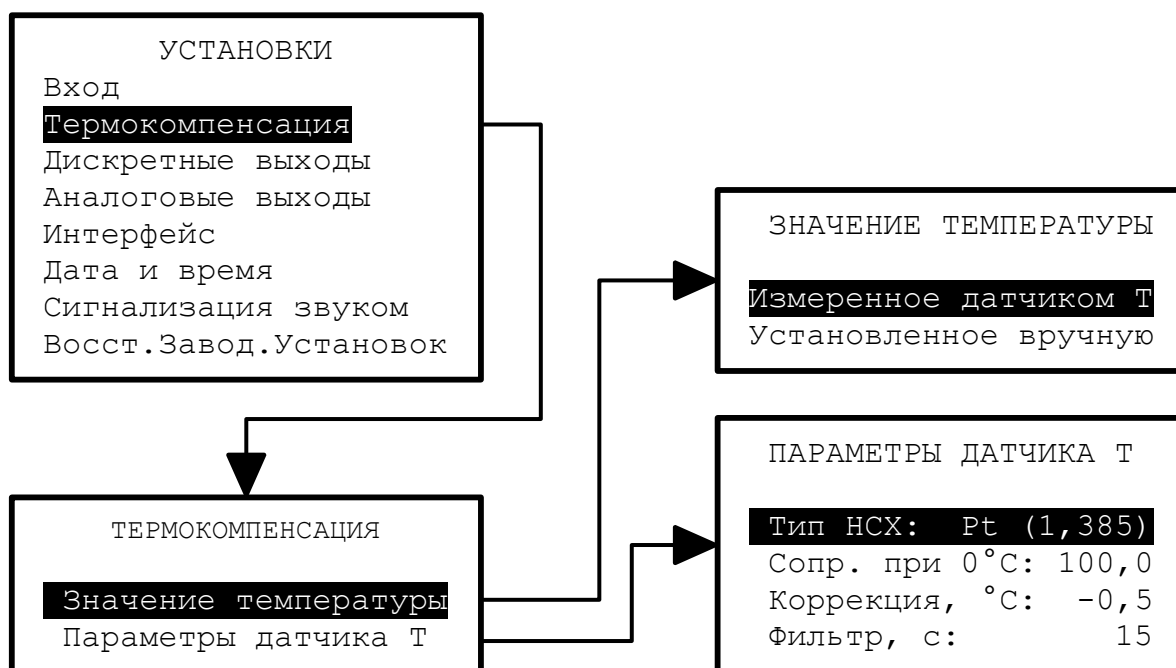 УСТАНОВКИ
Вход
Термокомпенсация
Дискретные выходы
Аналоговые выходы
Интерфейс
Дата и время
Сигнализация звуком
Восст.Завод.Установок
ЗНАЧЕНИЕ ТЕМПЕРАТУРЫ
Измеренное датчиком Т
Установленное вручную
ТЕРМОКОМПЕНСАЦИЯ
Значение температуры
Параметры датчика Т
ПАРАМЕТРЫ ДАТЧИКА Т
Тип НСХ: Pt (1,385)
Сопр. при 0°С: 100,0
Коррекция, °С: -0,5
Фильтр, с: 15